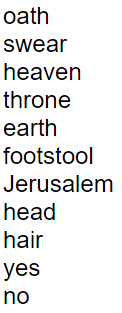 oath
swear
heaven
throne
earth
footstool
Jerusalem
head
hair
yes
no